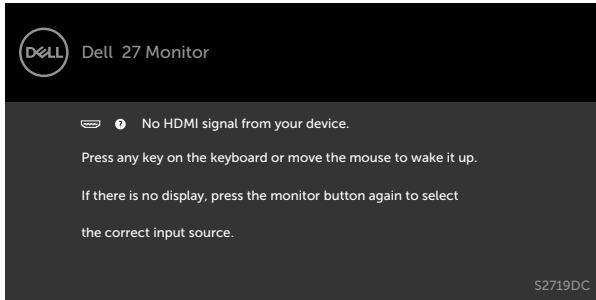 DELL
Dell 27 Monitor
? No HDMI signal from your device.
Press any key on the keyboard or move the mouse to wake it up.
If there is no display, press the monitor button again to select
the correct input source.
S2719DC